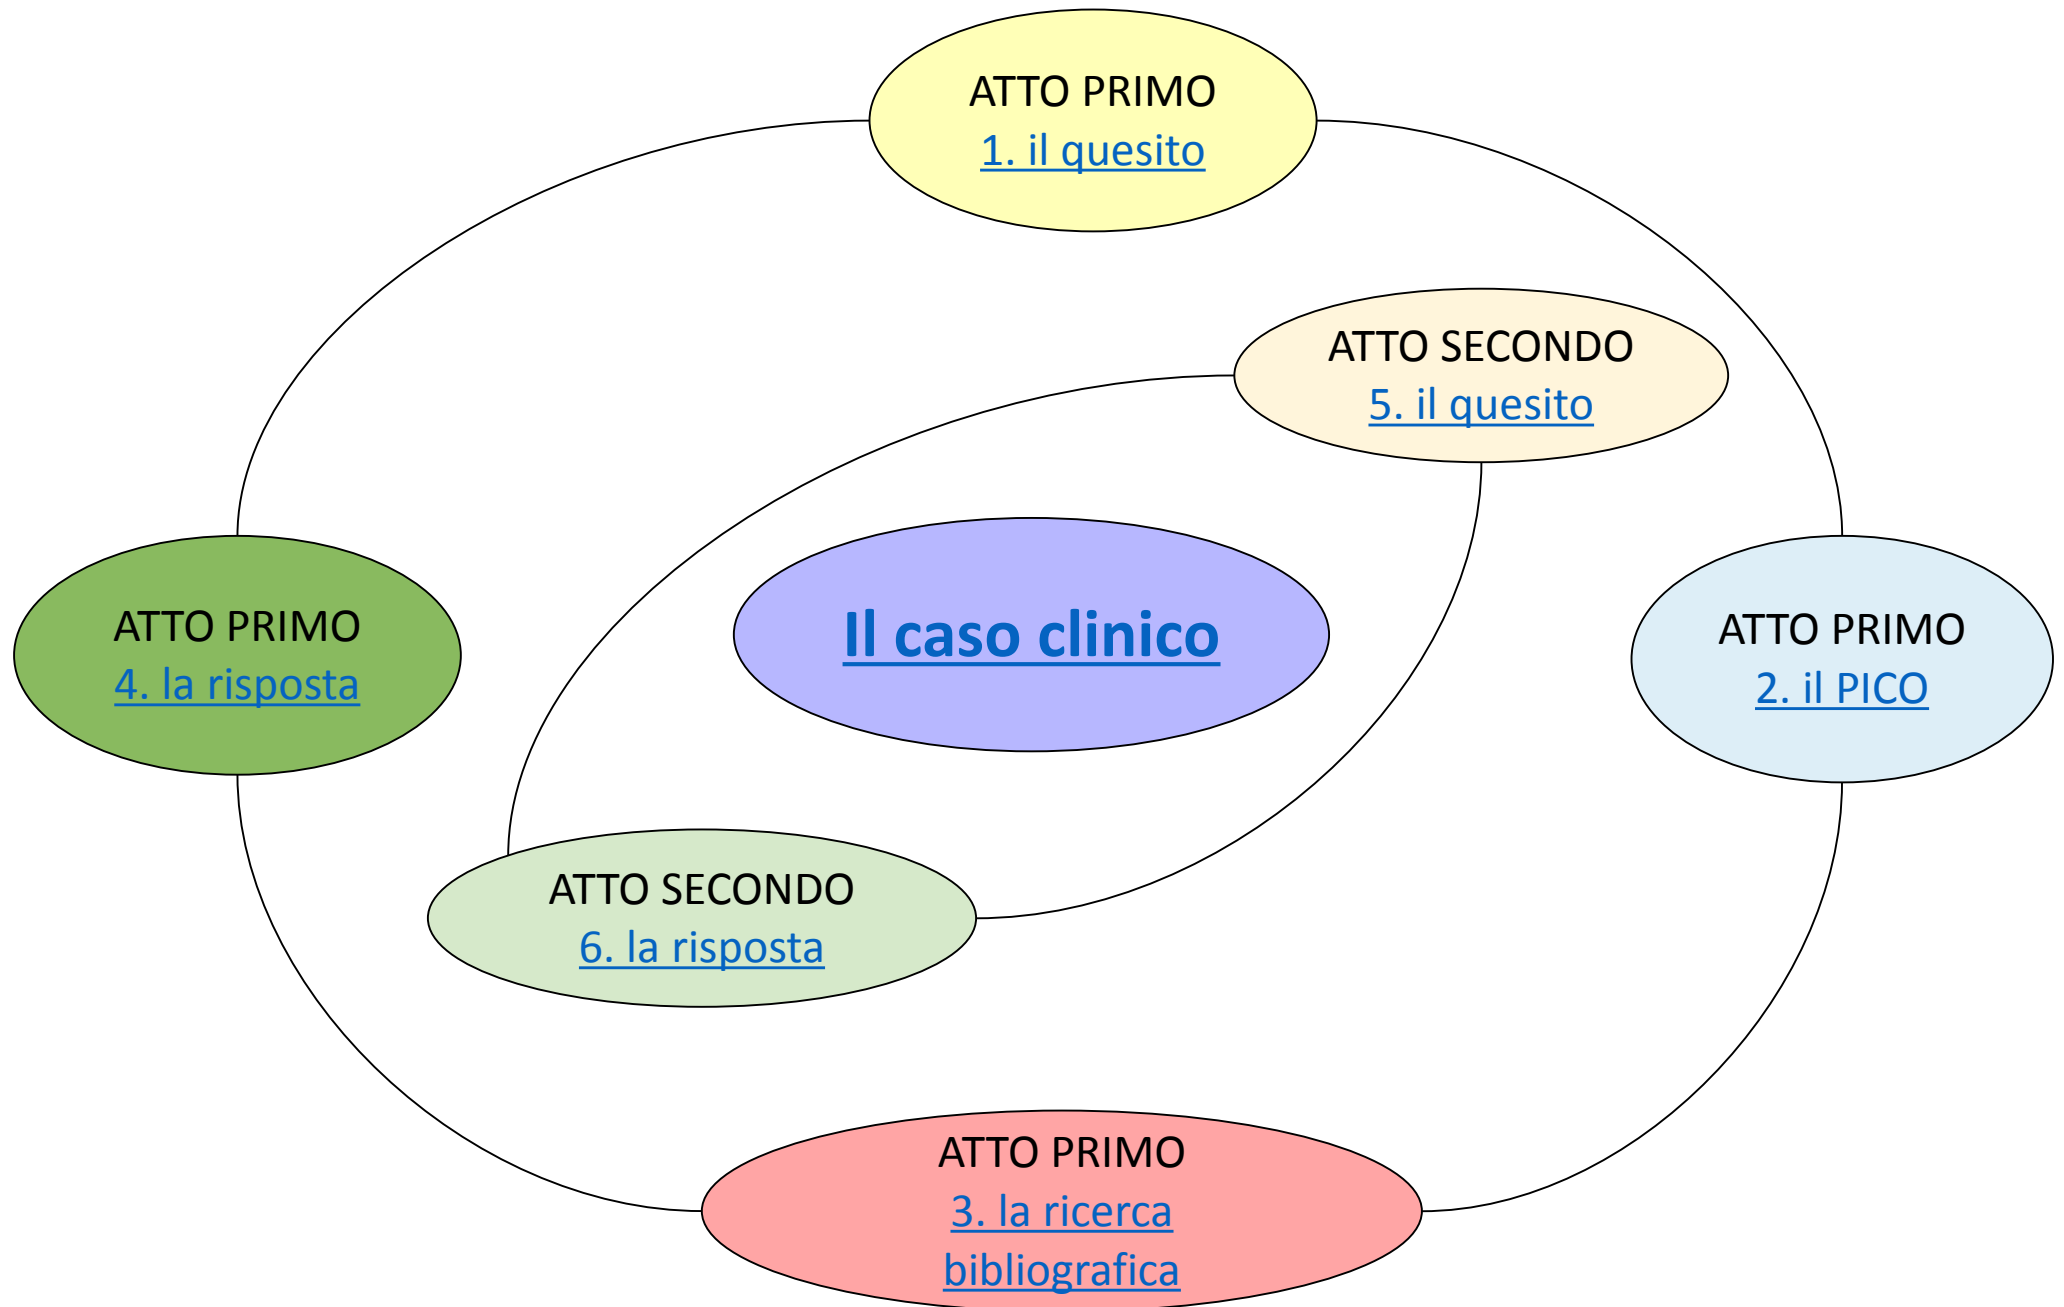 ATTO PRIMO
1. il quesito
ATTO SECONDO
5. il quesito
Il caso clinico
ATTO PRIMO
4. la risposta
ATTO PRIMO
2. il PICO
ATTO SECONDO
6. la risposta
ATTO PRIMO
3. la ricerca
bibliografica